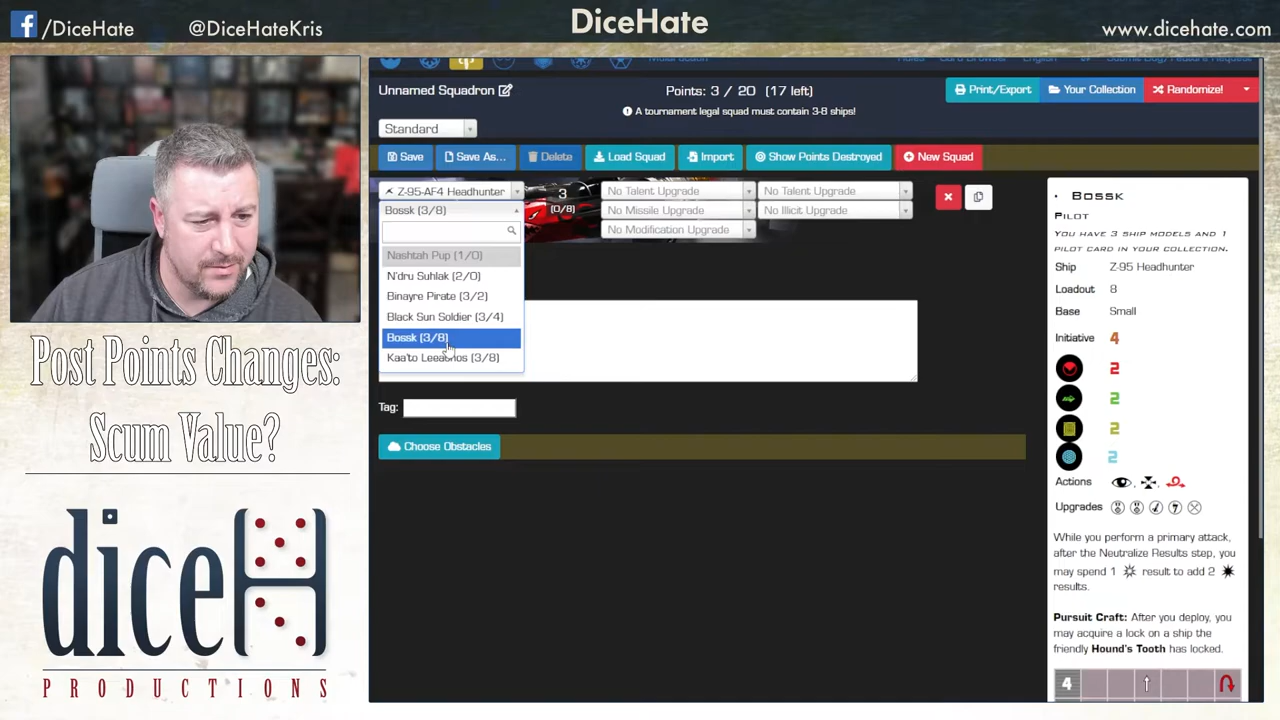 /DiceHate
@DiceHateKris
DiceHate
www.dicehate.com
Unnamed Squadron
Points: 3 / 20 (17 left)
A tournament legal squad must contain 3-8 ships!
Print/Export
Your Collection
Randomize!
Standard
Save
Save As...
Delete
Load Squad
Import
Show Points Destroyed
New Squad
Z-95-AF4 Headhunter
3
(0/8)
No Talent Upgrade
No Talent Upgrade
Bossk (3/8)
No Missile Upgrade
No Illicit Upgrade
No Modification Upgrade
Nashtah Pup (1/0)
N'dru Suhlak (2/0)
Binayre Pirate (3/2)
Black Sun Soldier (3/4)
Bossk (3/8)
Kaa'to Leeachos (3/8)
Tag:
Choose Obstacles
· Bossk
Pilot
You have 3 ship models and 1
pilot card in your collection.
Ship Z-95 Headhunter
Loadout 8
Base Small
Initiative 4
2
2
2
2
Actions
Upgrades
While you perform a primary attack,
after the Neutralize Results step, you
may spend 1 result to add 2
results.
Pursuit Craft: After you deploy, you
may acquire a lock on a ship the
friendly Hound's Tooth has locked.
4
Post Points Changes:
Scum Value?
dice
PRODUCTIONS